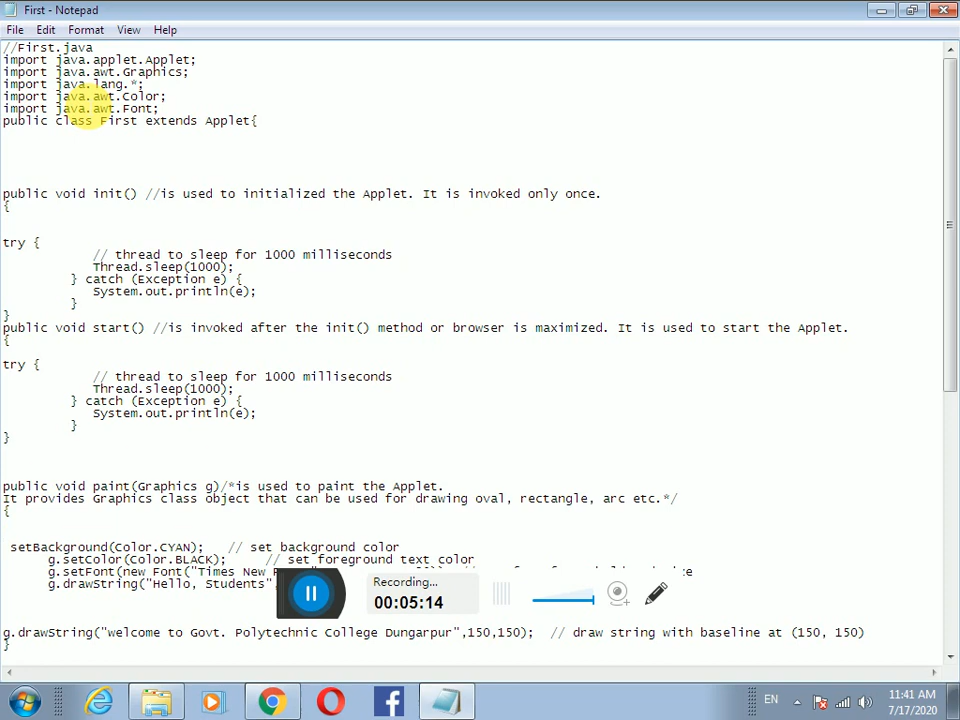 First - Notepad
File Edit Format View Help
//First.java
import java.applet.Applet;
import java.awt.Graphics;
import java.lang.*;
import java.awt.Color;
import java.awt.Font;
public class First extends Applet{
public void init() //is used to initialized the Applet. It is invoked only once.
{
try {
// thread to sleep for 1000 milliseconds
Thread.sleep(1000);
} catch (Exception e) {
System.out.println(e);
}
}
public void start() //is invoked after the init() method or browser is maximized. It is used to start the Applet.
{
try {
// thread to sleep for 1000 milliseconds
Thread.sleep(1000);
} catch (Exception e) {
System.out.println(e);
}
}
public void paint(Graphics g)/*is used to paint the Applet.
It provides Graphics class object that can be used for drawing oval, rectangle, arc etc.*/
{
setBackground(Color.CYAN); // set background color
g.setColor(Color.BLACK); // set foreground text color
g.setFont(new Font("Times New
g.drawString("Hello, Students"
Recording...
00:05:14
g.drawString("welcome to Govt. Polytechnic College Dungarpur",150,150); // draw string with baseline at (150, 150)
}
EN
11:41 AM
7/17/2020